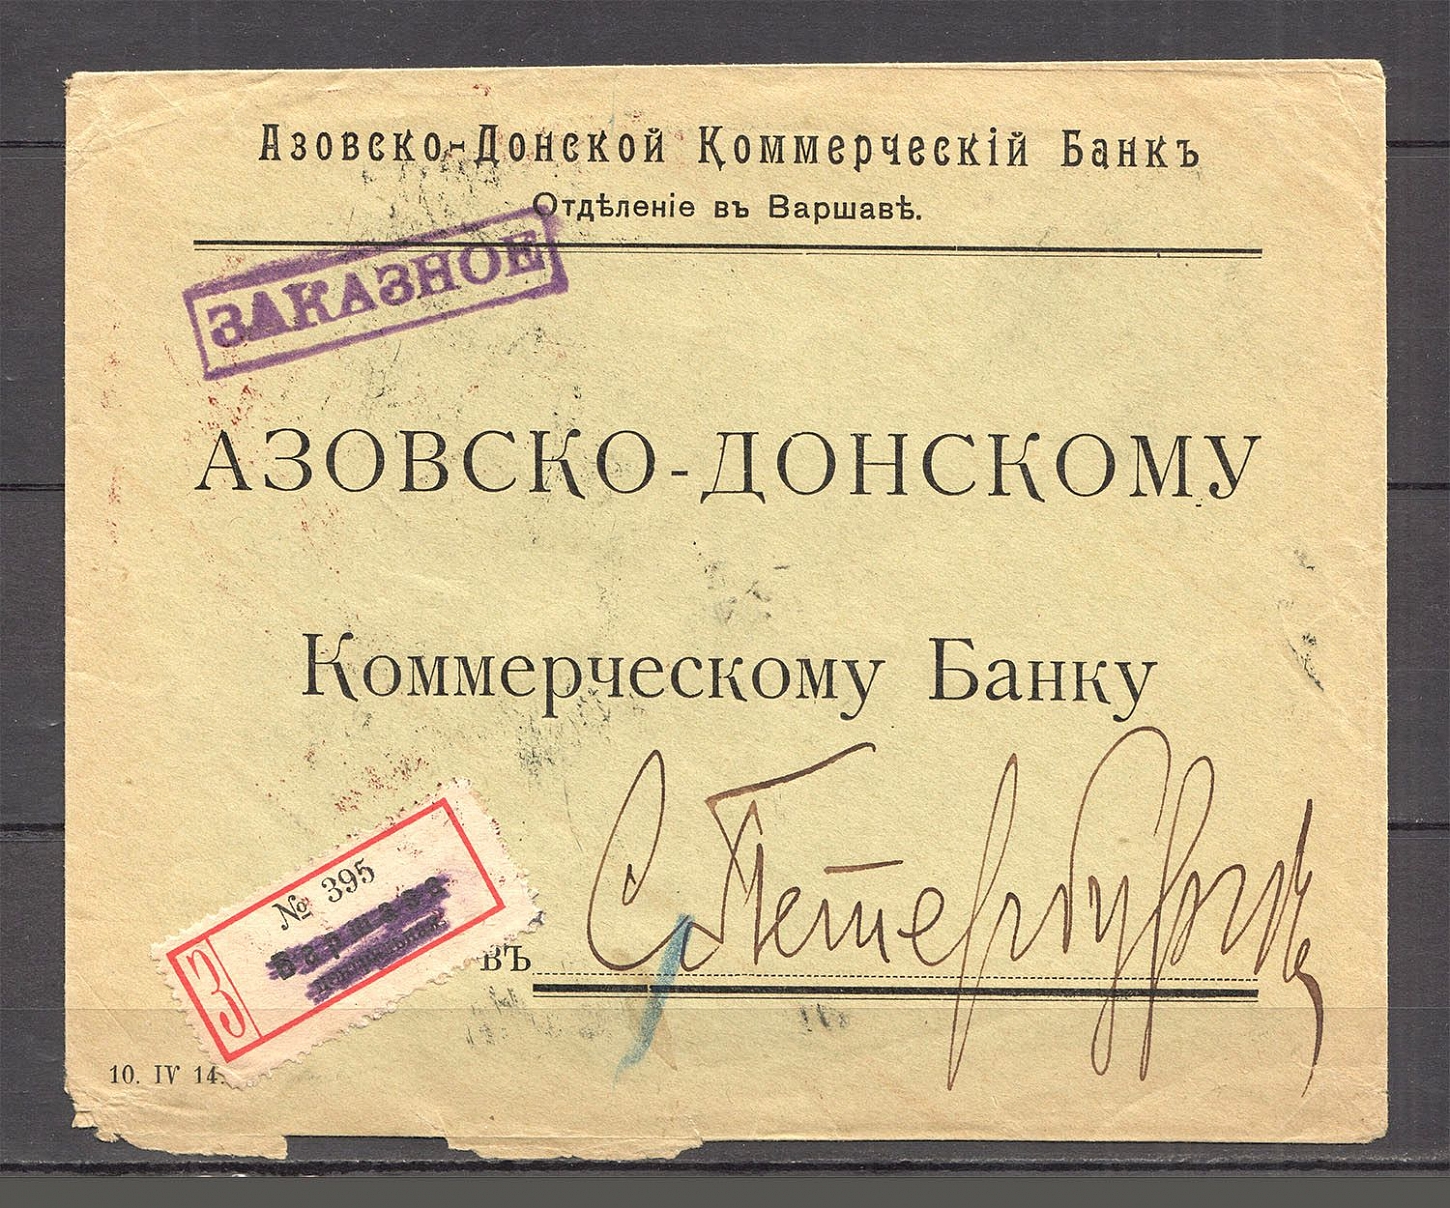 Азовско-Донской Коммерческій Банкъ
Отдѣленіе въ Варшавѣ.
ЗАКАЗНОЕ
АЗОВСКО-ДОНСКОМУ
Коммерческому Банку
С Петербургъ
въ
№ 395
Варшава
З
10. IV 14.